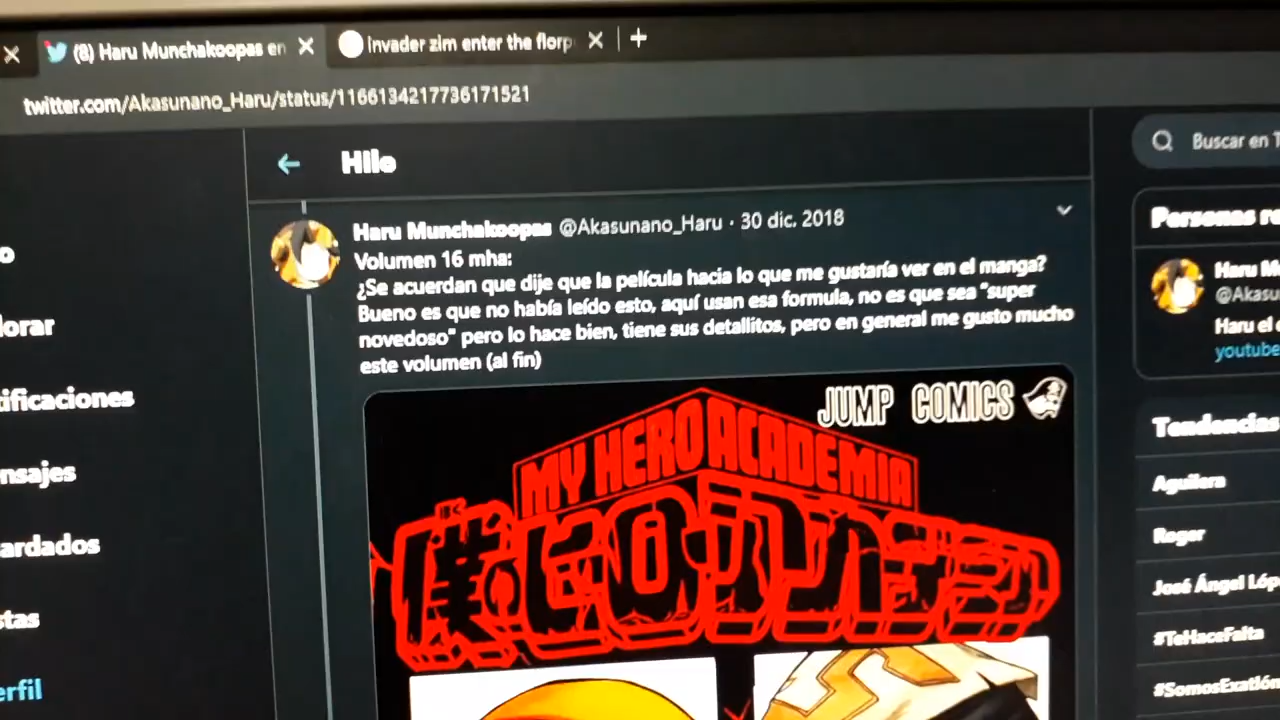 (8) Haru Munchakoopas en
invader zim enter the florp
twitter.com/Akasunano_Haru/status/1166134217736171521
Hilo
Buscar en T
Haru Munchakoopas @Akasunano_Haru · 30 dic. 2018
Volumen 16 mha:
¿Se acuerdan que dije que la película hacia lo que me gustaría ver en el manga?
Bueno es que no había leído esto, aquí usan esa formula, no es que sea "super
novedoso" pero lo hace bien, tiene sus detallitos, pero en general me gusto mucho
este volumen (al fin)
JUMP COMICS
MY HERO ACADEMIA
僕のヒーローアカデミア
o
lorar
tificaciones
ensajes
ardados
stas
erfil
Personas re
Haru M
@Akasu
Haru el
youtube
Tendencias
Aguilera
Roger
José Ángel Lóp
#TeHaceFalta
#SomosExatlón